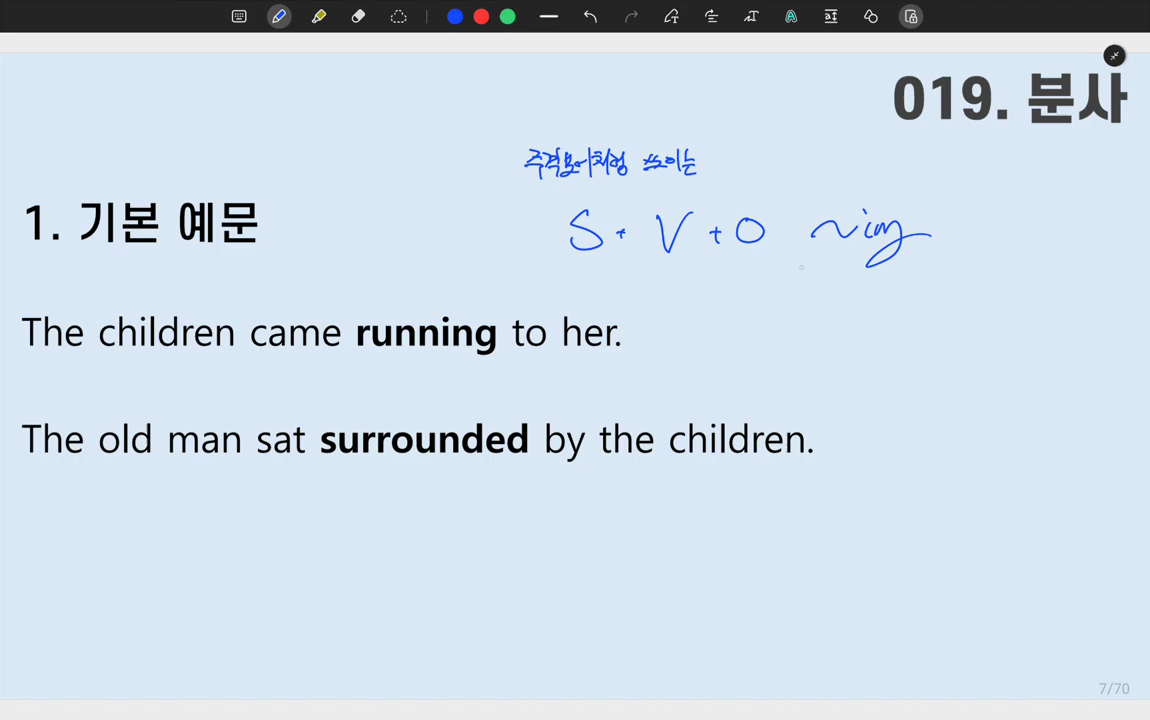 019. 분사
주격보어처럼 쓰이는
1. 기본 예문
S + V + O ~ing
The children came running to her.
The old man sat surrounded by the children.
7/70